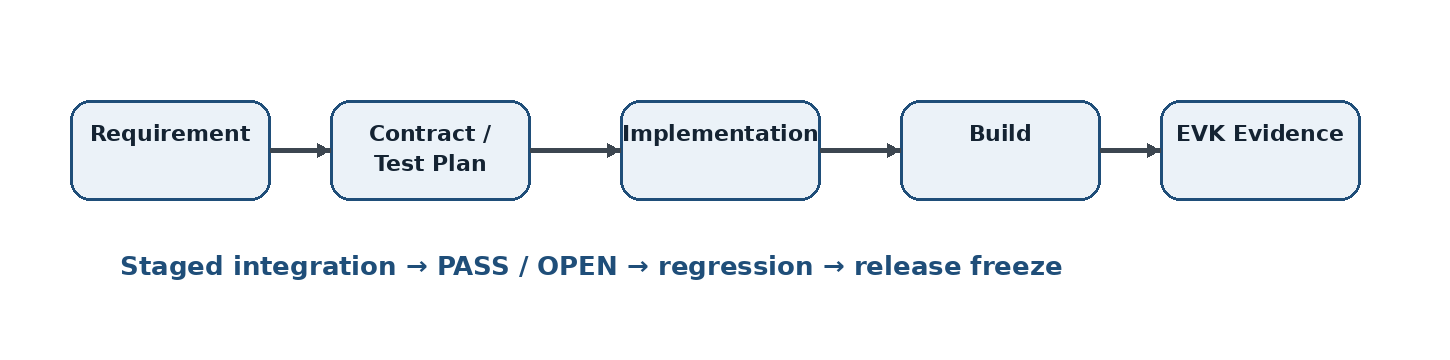 Requirement
Contract /
Test Plan
Implementation
Build
EVK Evidence
Staged integration → PASS / OPEN → regression → release freeze